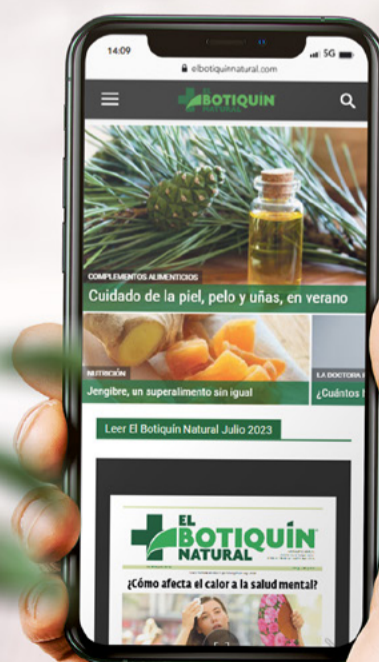 14:09
5G
elbotiquinnatural.com
BOTIQUÍN
NATURAL
COMPLEMENTOS ALIMENTICIOS
Cuidado de la piel, pelo y uñas, en verano
NUTRICIÓN
Jengibre, un superalimento sin igual
LA DOCTORA
¿Cuántos
Leer El Botiquín Natural Julio 2023
EL
BOTIQUÍN
NATURAL
¿Cómo afecta el calor a la salud mental?